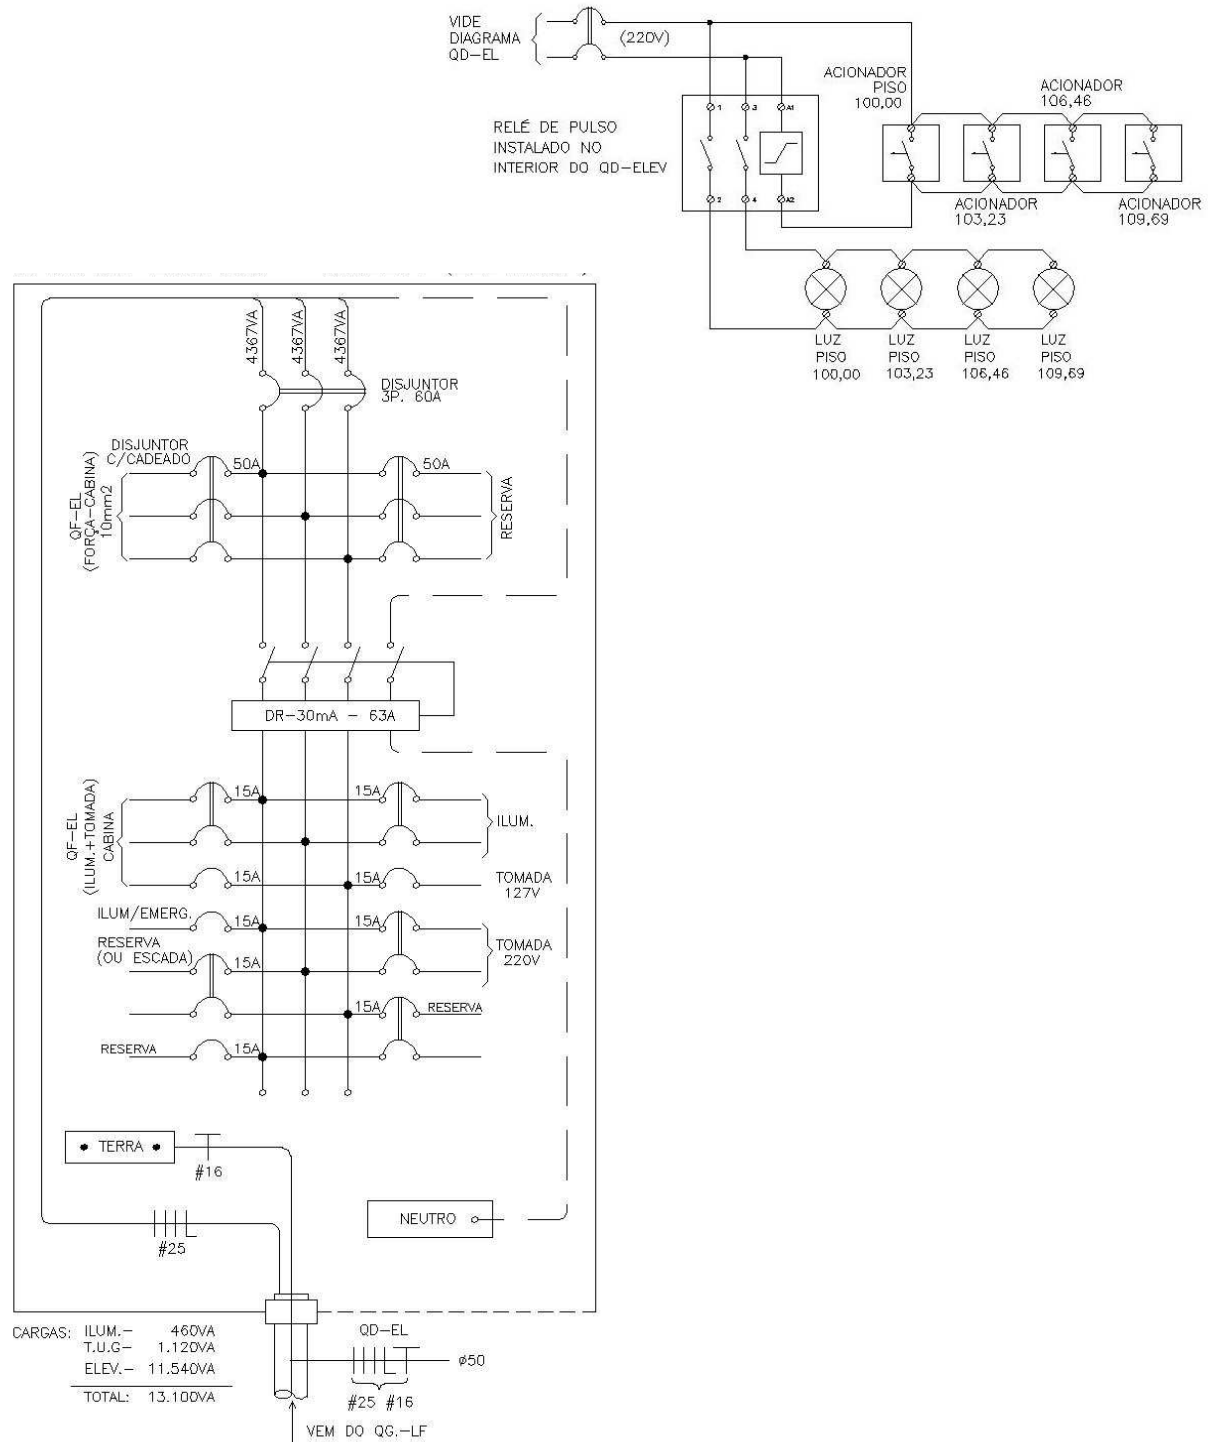 VIDE
DIAGRAMA
QD-EL
(220V)
ACIONADOR
PISO
100,00
ACIONADOR
106,46
1
3
A1
RELÉ DE PULSO
INSTALADO NO
INTERIOR DO QD-ELEV
2
4
A2
ACIONADOR
103,23
ACIONADOR
109,69
LUZ
PISO
100,00
LUZ
PISO
103,23
LUZ
PISO
106,46
LUZ
PISO
109,69
4367VA
4367VA
4367VA
DISJUNTOR
3P. 60A
DISJUNTOR
C/CADEADO
50A
50A
QF-EL
(FORÇA-CABINA)
10mm2
RESERVA
DR-30mA - 63A
15A
15A
QF-EL
(ILUM.+TOMADA)
CABINA
ILUM.
15A
15A
TOMADA
127V
ILUM/EMERG.
15A
15A
RESERVA
(OU ESCADA)
15A
TOMADA
220V
15A
RESERVA
RESERVA
15A
TERRA
#16
#25
NEUTRO
CARGAS: ILUM.- 460VA
T.U.G- 1.120VA
ELEV.- 11.540VA
TOTAL: 13.100VA
QD-EL
ø50
#25 #16
VEM DO QG.-LF